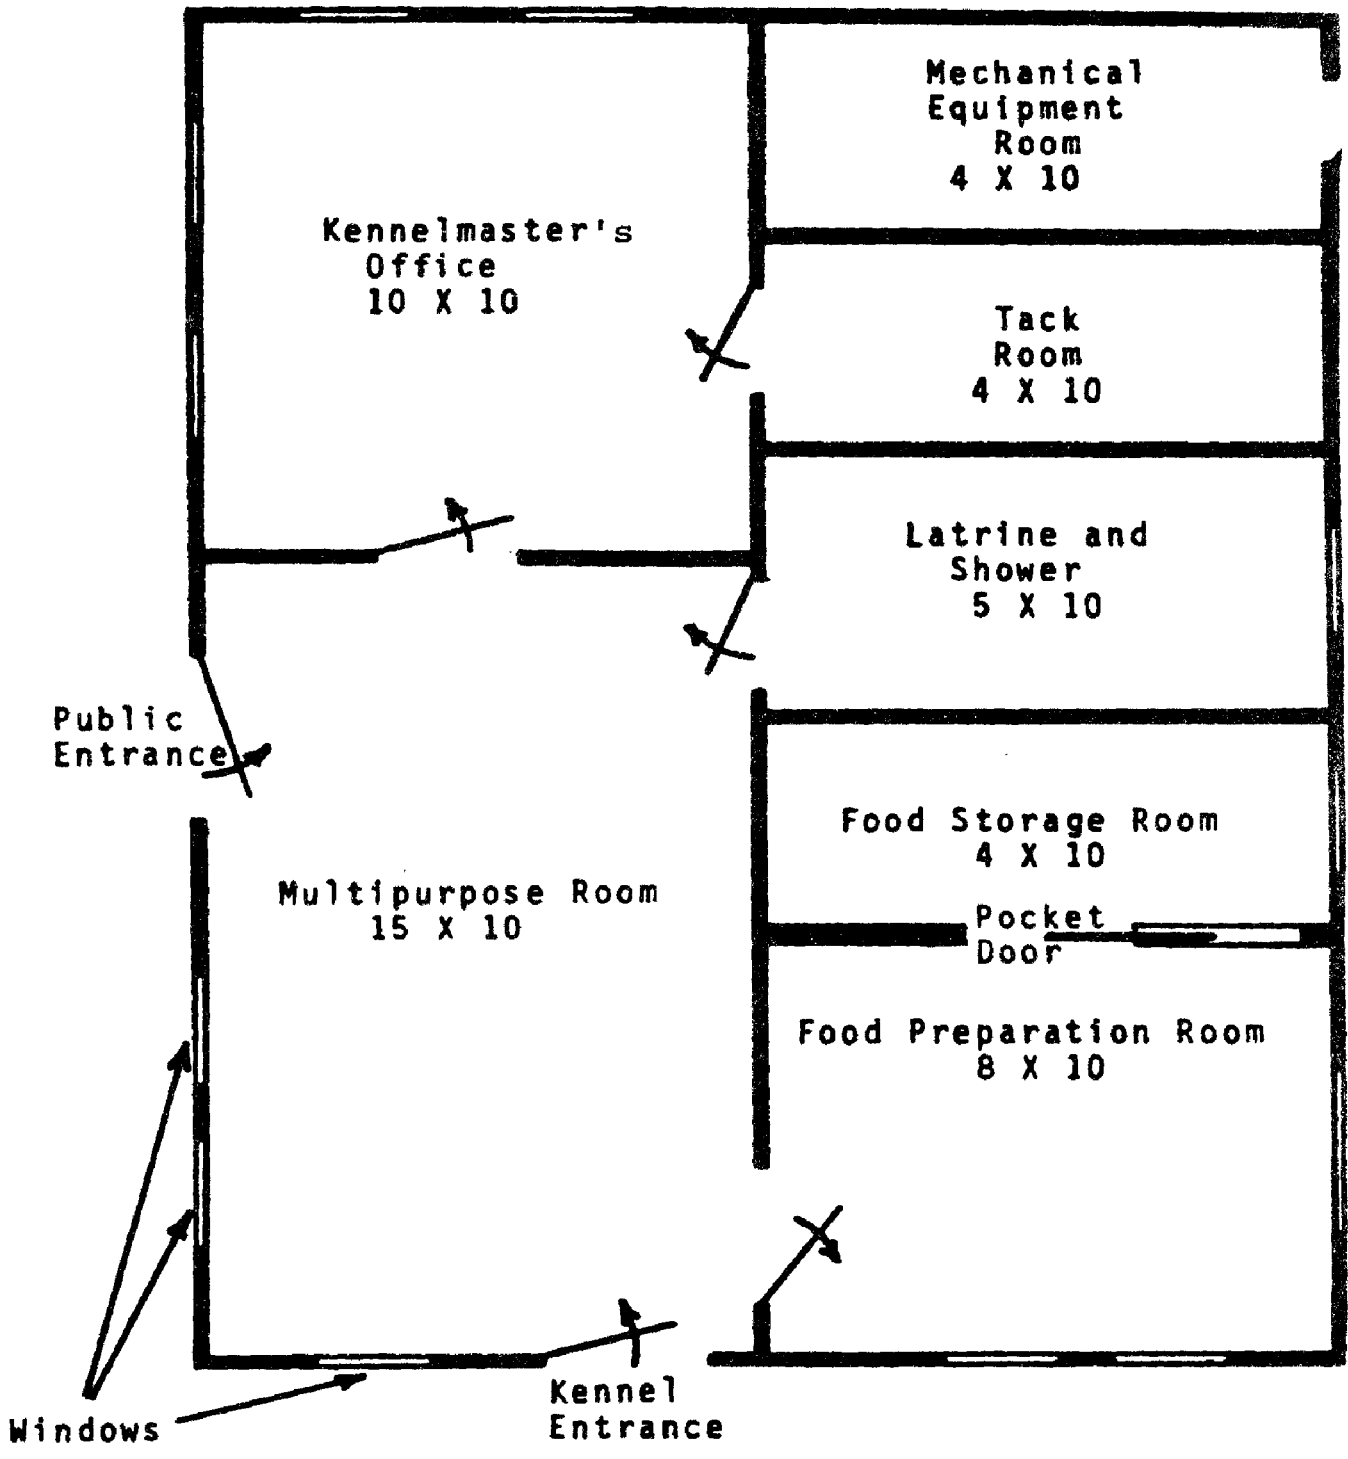 Mechanical
Equipment
Room
4 X 10
Kennelmaster's
Office
10 X 10
Tack
Room
4 X 10
Latrine and
Shower
5 X 10
Public
Entrance
Food Storage Room
4 X 10
Multipurpose Room
15 X 10
Pocket
Door
Food Preparation Room
8 X 10
Kennel
Entrance
Windows